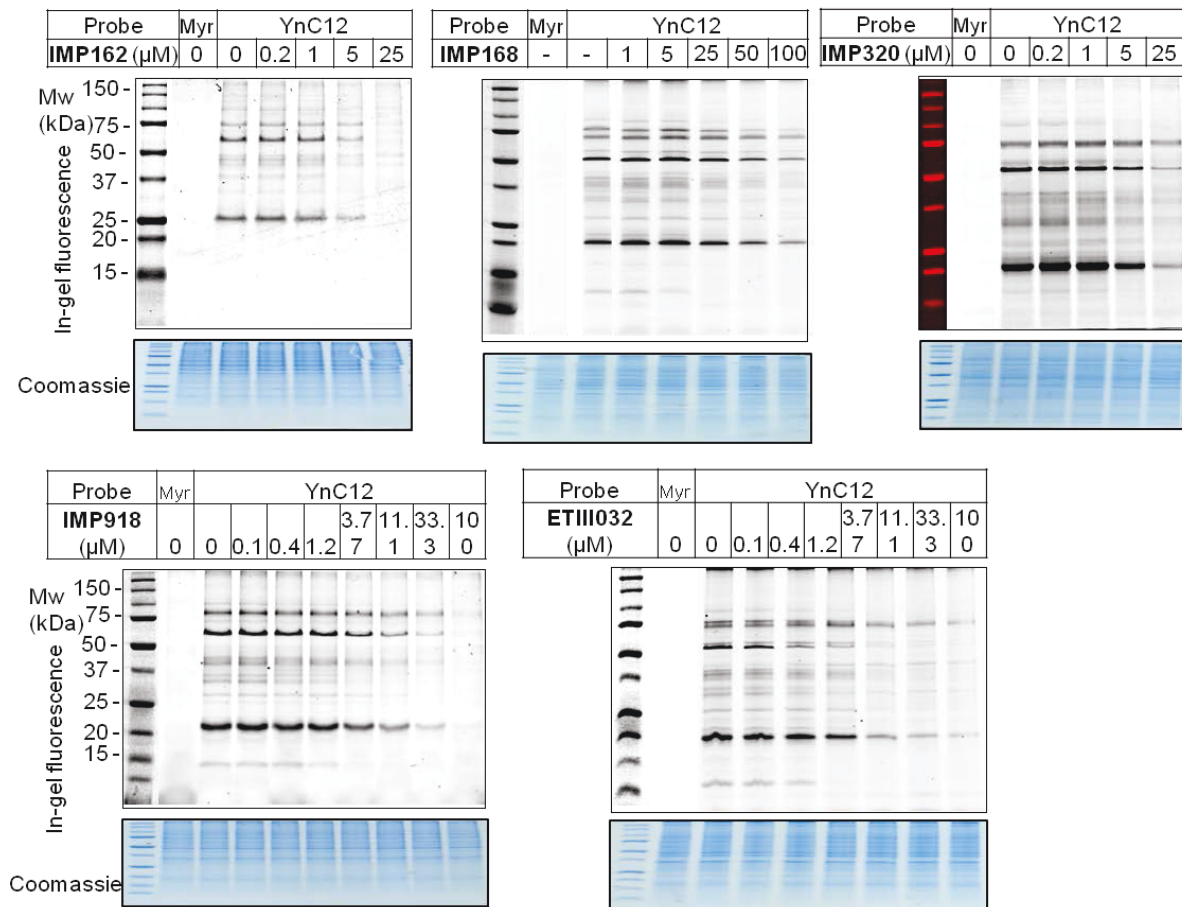 Probe Myr YnC12
IMP162 (µM) 0 0 0.2 1 5 25
Mw
(kDa)
150 -
75 -
50 -
37 -
25 -
20 -
15 -
In-gel fluorescence
Coomassie
Probe Myr YnC12
IMP168 - - 1 5 25 50 100
Probe Myr YnC12
IMP320 (µM) 0 0 0.2 1 5 25
Probe Myr YnC12
IMP918 3.7 11. 33. 10
(µM) 0 0 0.1 0.4 1.2 7 1 3 0
Mw
(kDa)
150 -
75 -
50 -
37 -
25 -
20 -
15 -
In-gel fluorescence
Coomassie
Probe Myr YnC12
ETIII032 3.7 11. 33. 10
(µM) 0 0 0.1 0.4 1.2 7 1 3 0